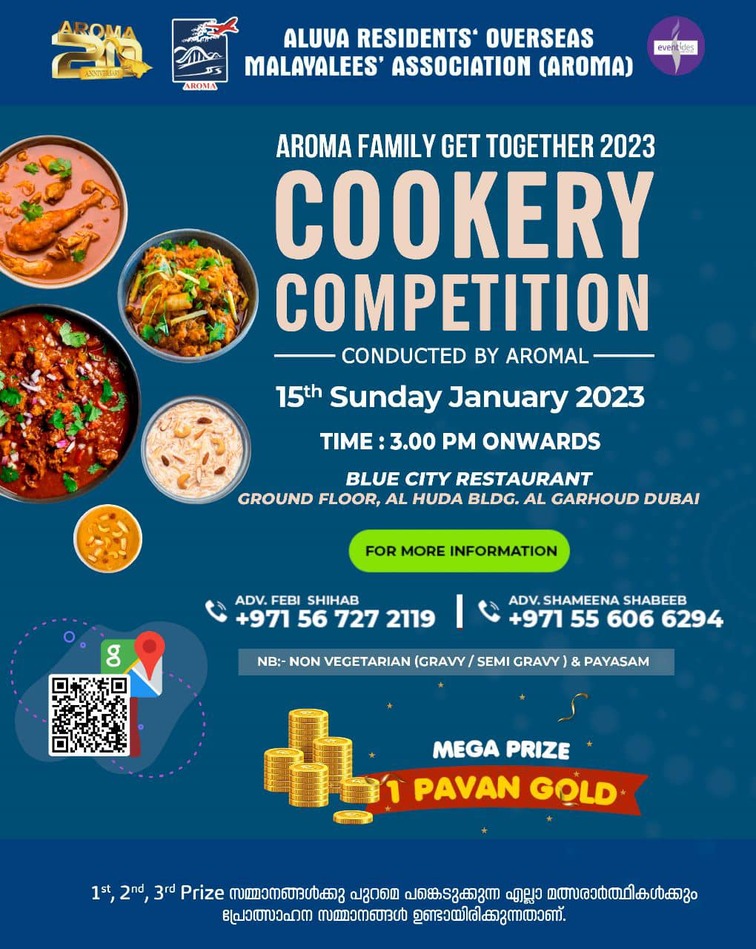 AROMA
20
ANNIVERSARY
AROMA
ALUVA RESIDENTS' OVERSEAS
MALAYALEES' ASSOCIATION (AROMA)
eventides
AROMA FAMILY GET TOGETHER 2023
COOKERY
COMPETITION
CONDUCTED BY AROMAL
15th Sunday January 2023
TIME : 3.00 PM ONWARDS
BLUE CITY RESTAURANT
GROUND FLOOR, AL HUDA BLDG. AL GARHOUD DUBAI
FOR MORE INFORMATION
ADV. FEBI SHIHAB
+971 56 727 2119
ADV. SHAMEENA SHABEEB
+971 55 606 6294
NB:- NON VEGETARIAN (GRAVY / SEMI GRAVY ) & PAYASAM
g
MEGA PRIZE
1 PAVAN GOLD
1st, 2nd, 3rd Prize സമ്മാനങ്ങൾക്കു പുറമെ പങ്കെടുക്കുന്ന എല്ലാ മത്സരാർത്ഥികൾക്കും
പ്രോത്സാഹന സമ്മാനങ്ങൾ ഉണ്ടായിരിക്കുന്നതാണ്.